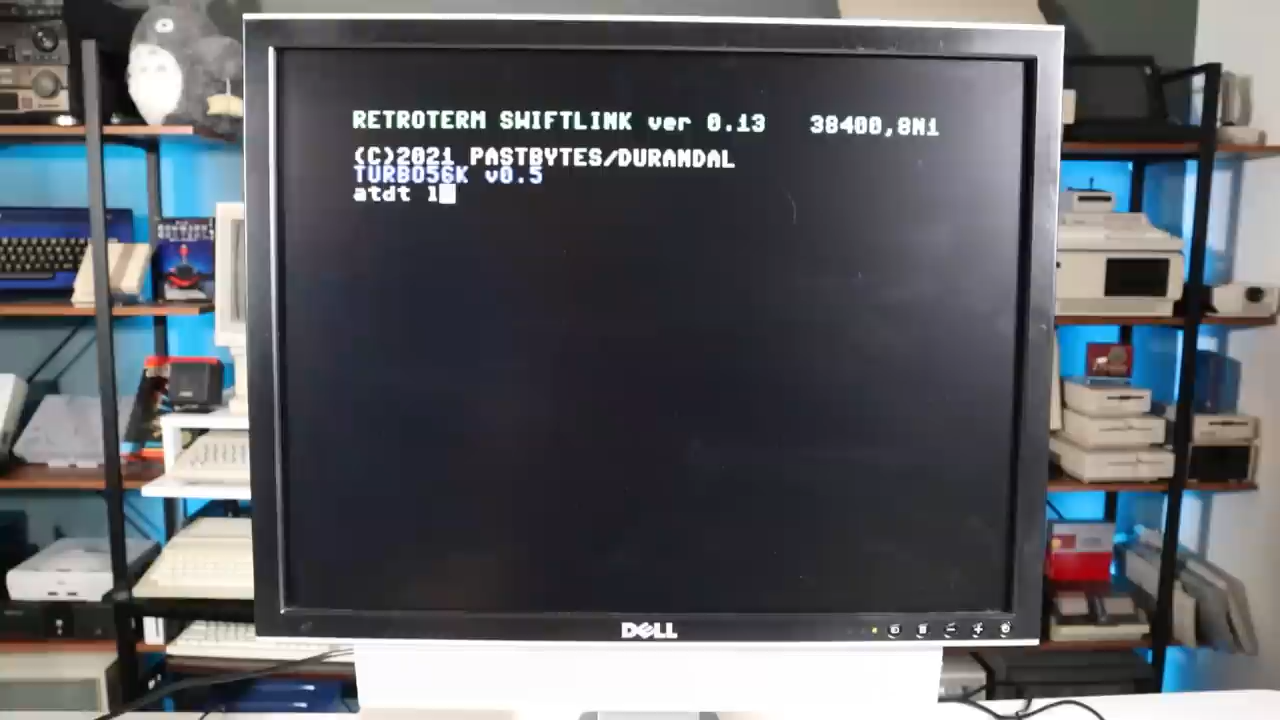 RETROTERM SWIFTLINK ver 0.13 38400,8N1
(C)2021 PASTBYTES/DURANDAL
TURBO56K v0.5
atdt 1
DELL